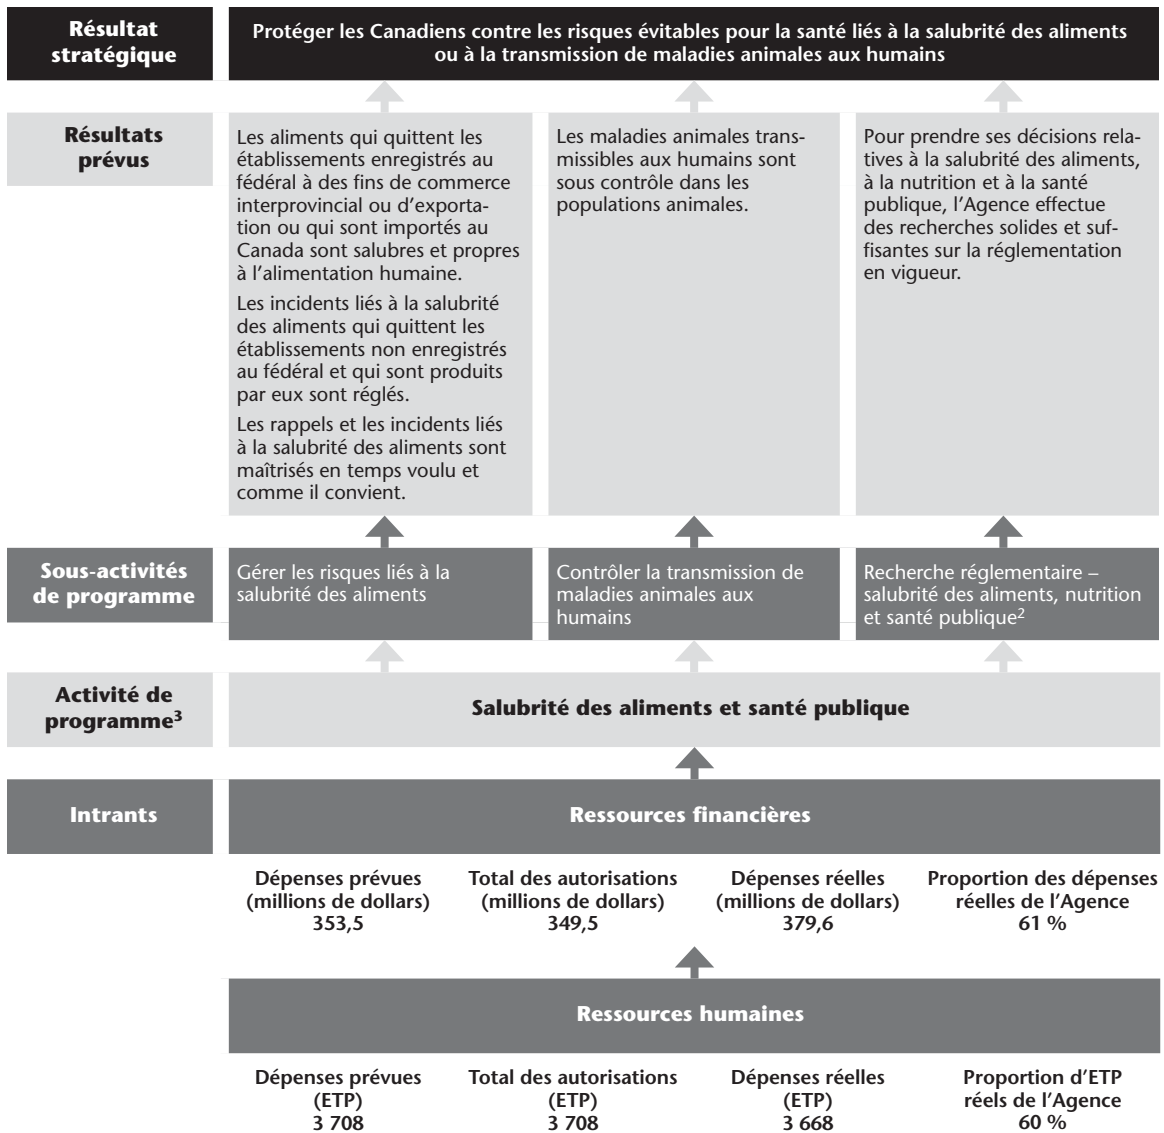 Résultat
stratégique
Protéger les Canadiens contre les risques évitables pour la santé liés à la salubrité des aliments
ou à la transmission de maladies animales aux humains
Résultats
prévus
Les aliments qui quittent les
établissements enregistrés au
fédéral à des fins de commerce
interprovincial ou d'exporta-
tion ou qui sont importés au
Canada sont salubres et propres
à l'alimentation humaine.
Les incidents liés à la salubrité
des aliments qui quittent les
établissements non enregistrés
au fédéral et qui sont produits
par eux sont réglés.
Les rappels et les incidents liés
à la salubrité des aliments sont
maîtrisés en temps voulu et
comme il convient.
Les maladies animales trans-
missibles aux humains sont
sous contrôle dans les
populations animales.
Pour prendre ses décisions rela-
tives à la salubrité des aliments,
à la nutrition et à la santé
publique, l'Agence effectue
des recherches solides et suf-
fisantes sur la réglementation
en vigueur.
Sous-activités
de programme
Gérer les risques liés à la
salubrité des aliments
Contrôler la transmission de
maladies animales aux
humains
Recherche réglementaire –
salubrité des aliments, nutrition
et santé publique²
Activité de
programme³
Salubrité des aliments et santé publique
Intrants
Ressources financières
Dépenses prévues
(millions de dollars)
353,5
Total des autorisations
(millions de dollars)
349,5
Dépenses réelles
(millions de dollars)
379,6
Proportion des dépenses
réelles de l'Agence
61 %
Ressources humaines
Dépenses prévues
(ETP)
3 708
Total des autorisations
(ETP)
3 708
Dépenses réelles
(ETP)
3 668
Proportion d'ETP
réels de l'Agence
60 %